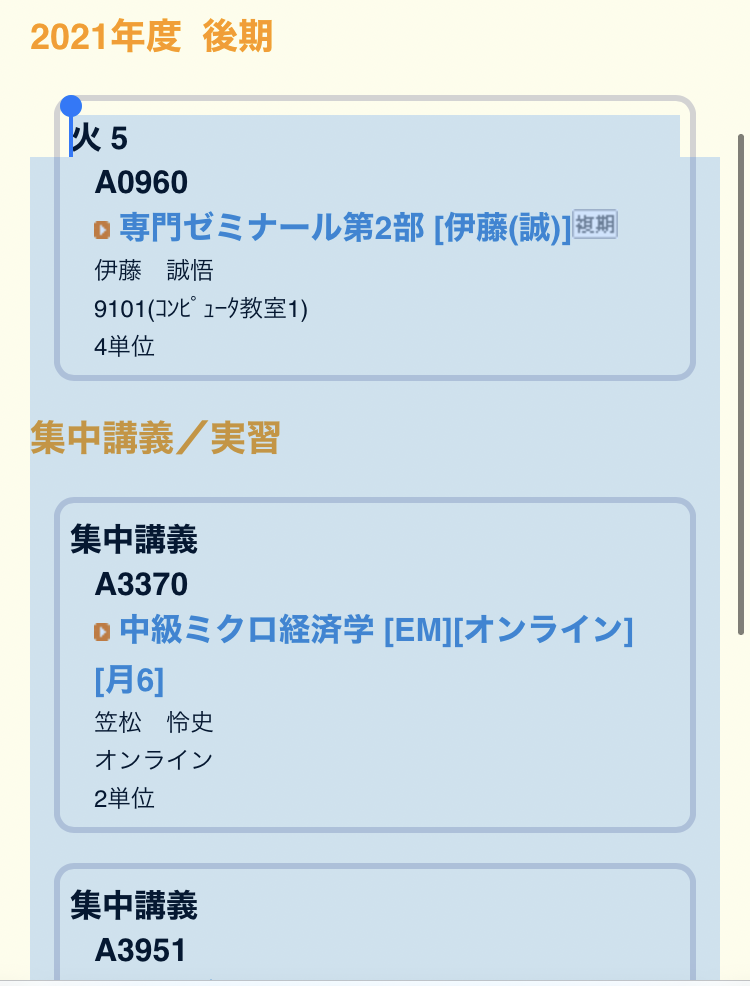 2021年度 後期
火 5
A0960
専門ゼミナール第2部 [伊藤(誠)]複期
伊藤　誠悟
9101(ｺﾝﾋﾟｭｰﾀ教室1)
4単位
集中講義／実習
集中講義
A3370
中級ミクロ経済学 [EM][オンライン]
[月6]
笠松　怜史
オンライン
2単位
集中講義
A3951